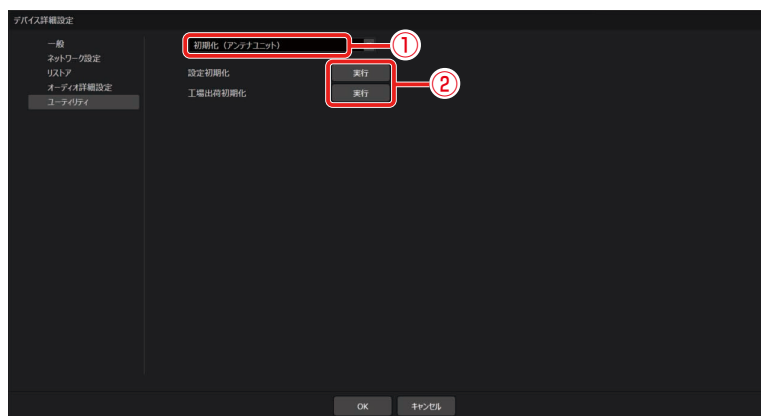 デバイス詳細設定
一般
ネットワーク設定
リストア
オーディオ詳細設定
ユーティリティ
初期化（アンテナユニット）
①
設定初期化 実行
②
工場出荷初期化 実行
OK キャンセル